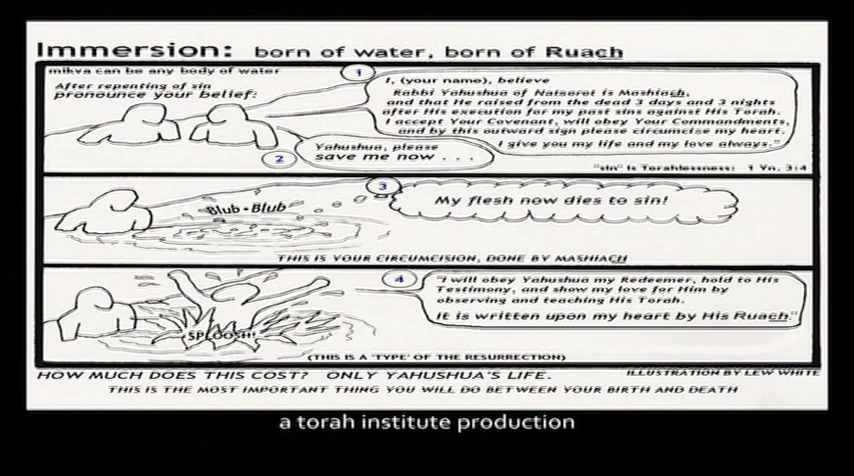 Immersion: born of water, born of Ruach
mikva can be any body of water
After repenting of sin
pronounce your belief:
1
I, (your name), believe
Rabbi Yahushua of Natsarot is Mashiach,
and that He raised from the dead 3 days and 3 nights
after His execution for my past sins against His Torah.
I accept Your Covenant, will obey Your Commandments,
and by this outward sign please circumcise my heart.
I give you my life and my love always."
2
Yahushua, please
save me now . . .
"sin" is Torahlessness: 1 Yn. 3:4
3
Blub - Blub
My flesh now dies to sin!
THIS IS YOUR CIRCUMCISION, DONE BY MASHIACH
4
"I will obey Yahushua my Redeemer, hold to His
Testimony, and show my love for Him by
observing and teaching His Torah.
It is written upon my heart by His Ruach."
SPLOOSH!
(THIS IS A 'TYPE' OF THE RESURRECTION)
HOW MUCH DOES THIS COST? ONLY YAHUSHUA'S LIFE.
ILLUSTRATION BY LEW WHITE
THIS IS THE MOST IMPORTANT THING YOU WILL DO BETWEEN YOUR BIRTH AND DEATH
a torah institute production